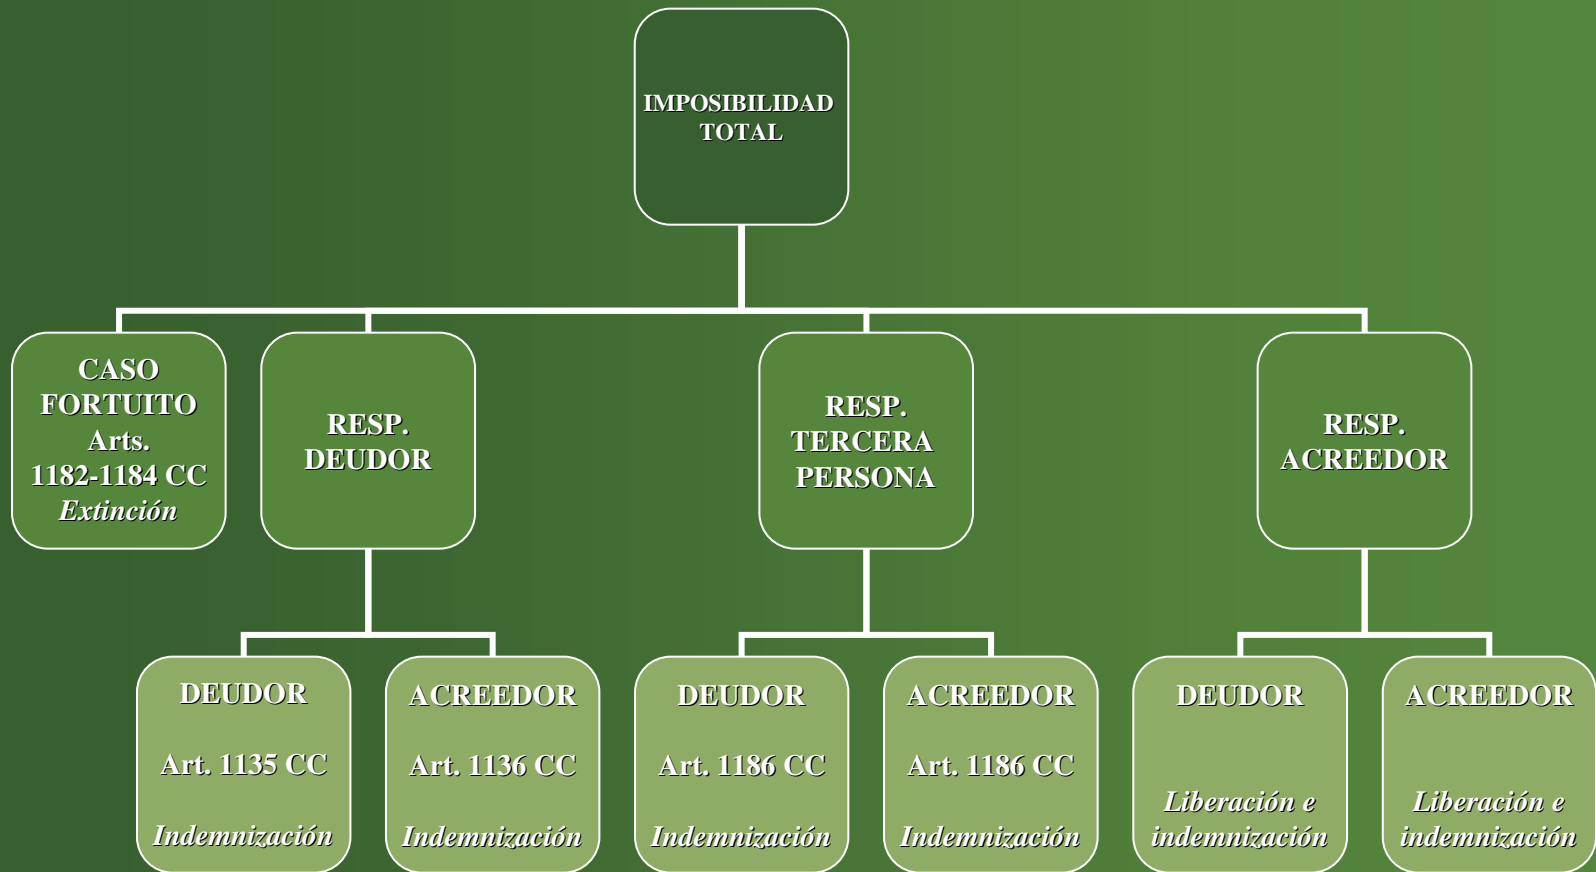 IMPOSIBILIDAD
TOTAL
CASO
FORTUITO
Arts.
1182-1184 CC
Extinción
RESP.
DEUDOR
RESP.
TERCERA
PERSONA
RESP.
ACREEDOR
DEUDOR
Art. 1135 CC
Indemnización
ACREEDOR
Art. 1136 CC
Indemnización
DEUDOR
Art. 1186 CC
Indemnización
ACREEDOR
Art. 1186 CC
Indemnización
DEUDOR
Liberación e
indemnización
ACREEDOR
Liberación e
indemnización